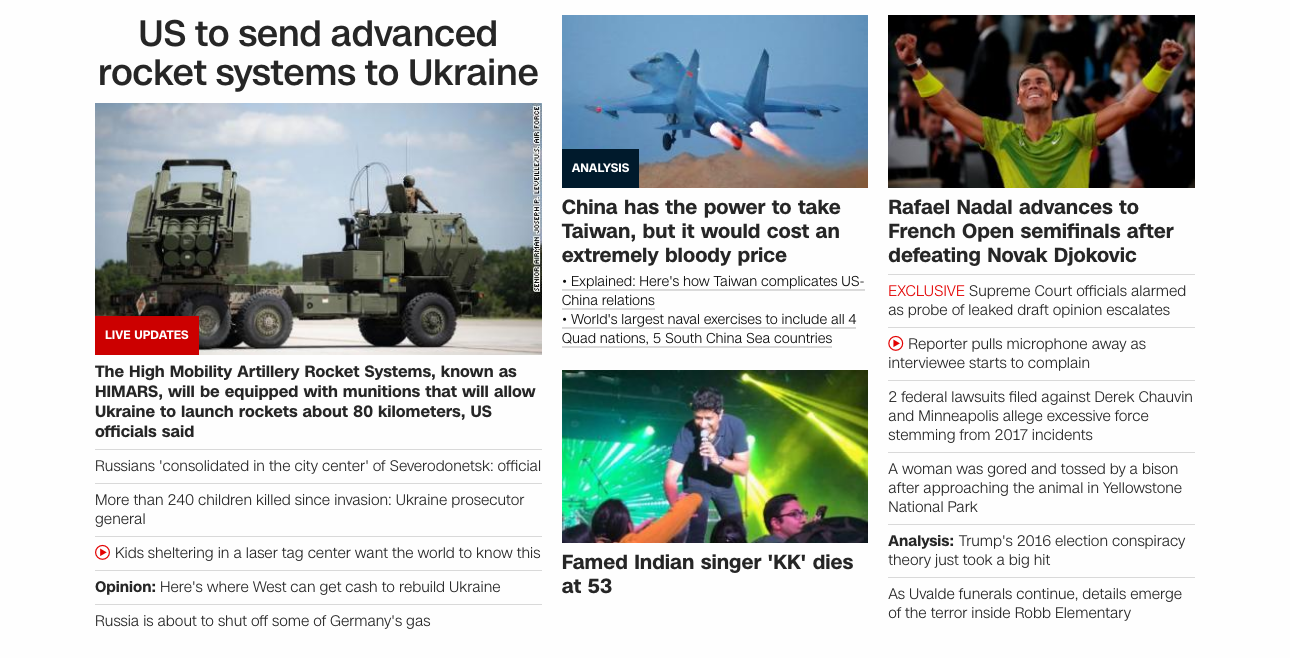 US to send advanced
rocket systems to Ukraine
SENIOR AIRMAN JOSEPH P. LEVEILLE/U.S. AIR FORCE
LIVE UPDATES
The High Mobility Artillery Rocket Systems, known as
HIMARS, will be equipped with munitions that will allow
Ukraine to launch rockets about 80 kilometers, US
officials said
Russians 'consolidated in the city center' of Severodonetsk: official
More than 240 children killed since invasion: Ukraine prosecutor
general
Kids sheltering in a laser tag center want the world to know this
Opinion: Here's where West can get cash to rebuild Ukraine
Russia is about to shut off some of Germany's gas
ANALYSIS
China has the power to take
Taiwan, but it would cost an
extremely bloody price
• Explained: Here's how Taiwan complicates US-
China relations
• World's largest naval exercises to include all 4
Quad nations, 5 South China Sea countries
Famed Indian singer 'KK' dies
at 53
Rafael Nadal advances to
French Open semifinals after
defeating Novak Djokovic
EXCLUSIVE Supreme Court officials alarmed
as probe of leaked draft opinion escalates
Reporter pulls microphone away as
interviewee starts to complain
2 federal lawsuits filed against Derek Chauvin
and Minneapolis allege excessive force
stemming from 2017 incidents
A woman was gored and tossed by a bison
after approaching the animal in Yellowstone
National Park
Analysis: Trump's 2016 election conspiracy
theory just took a big hit
As Uvalde funerals continue, details emerge
of the terror inside Robb Elementary